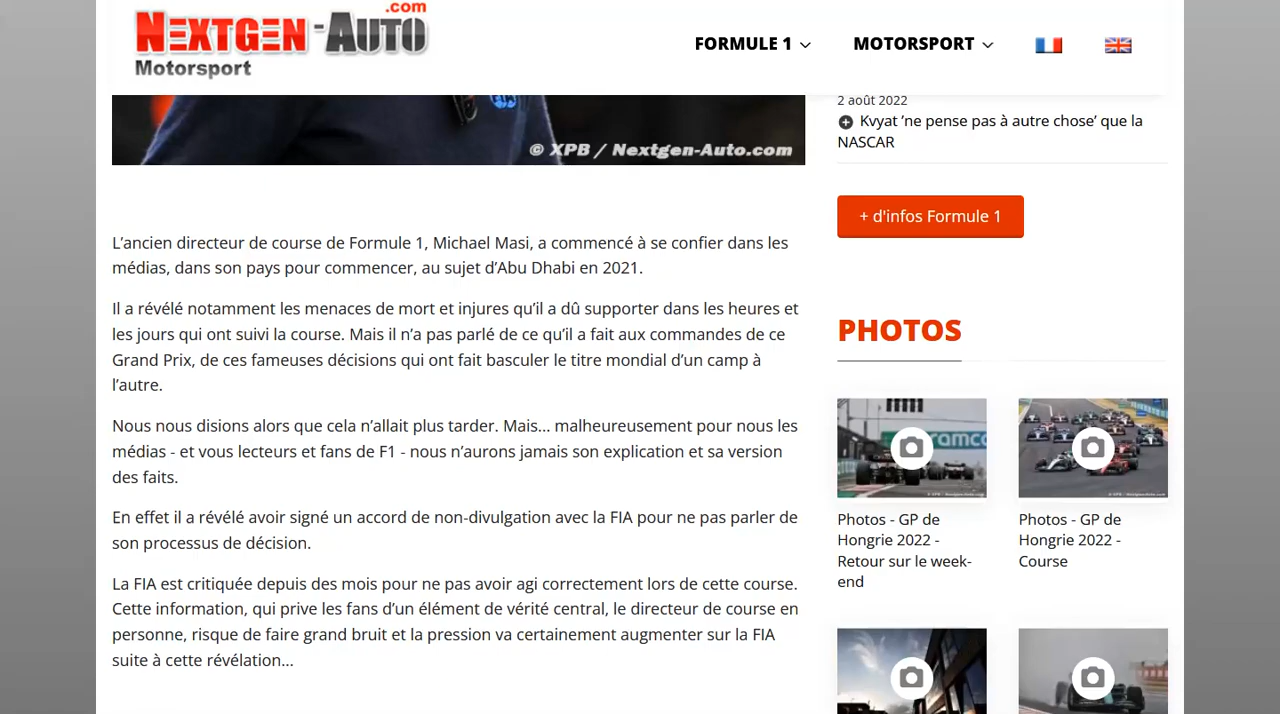 .com
NEXTGEN-AUTO
Motorsport
FORMULE 1
MOTORSPORT
© XPB / Nextgen-Auto.com
L’ancien directeur de course de Formule 1, Michael Masi, a commencé à se confier dans les
médias, dans son pays pour commencer, au sujet d’Abu Dhabi en 2021.
Il a révélé notamment les menaces de mort et injures qu’il a dû supporter dans les heures et
les jours qui ont suivi la course. Mais il n’a pas parlé de ce qu’il a fait aux commandes de ce
Grand Prix, de ces fameuses décisions qui ont fait basculer le titre mondial d’un camp à
l’autre.
Nous nous disions alors que cela n’allait plus tarder. Mais... malheureusement pour nous les
médias - et vous lecteurs et fans de F1 - nous n’aurons jamais son explication et sa version
des faits.
En effet il a révélé avoir signé un accord de non-divulgation avec la FIA pour ne pas parler de
son processus de décision.
La FIA est critiquée depuis des mois pour ne pas avoir agi correctement lors de cette course.
Cette information, qui prive les fans d’un élément de vérité central, le directeur de course en
personne, risque de faire grand bruit et la pression va certainement augmenter sur la FIA
suite à cette révélation...
2 août 2022
Kvyat ’ne pense pas à autre chose’ que la
NASCAR
+ d'infos Formule 1
PHOTOS
aramco
Photos - GP de
Hongrie 2022 -
Retour sur le week-
end
Photos - GP de
Hongrie 2022 -
Course